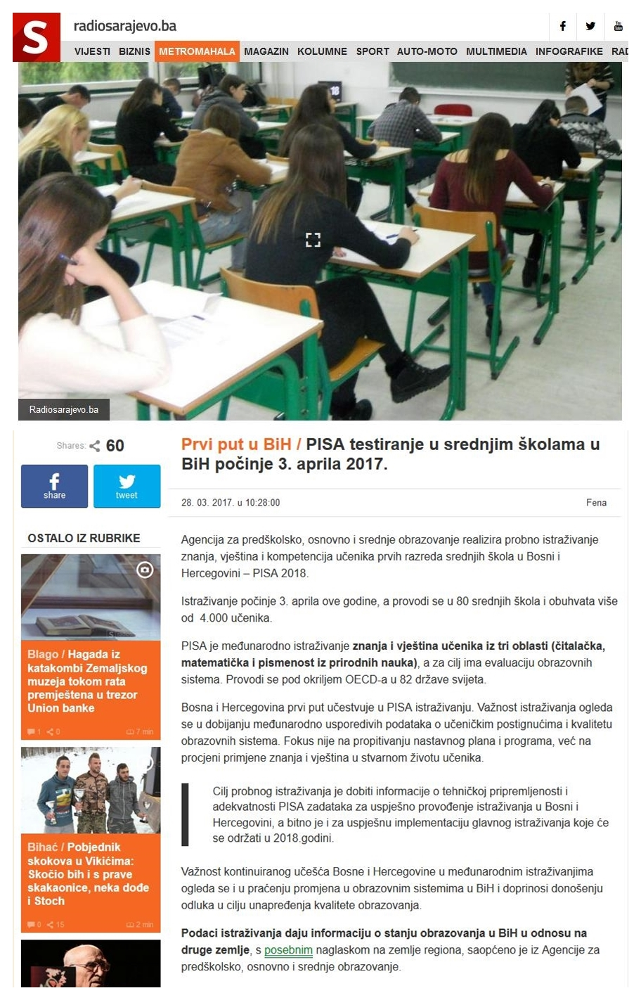 S radiosarajevo.ba
VIJESTI BIZNIS METROMAHALA MAGAZIN KOLUMNE SPORT AUTO-MOTO MULTIMEDIA INFOGRAFIKE RAD
18
Radiosarajevo.ba
Shares: 60
share
tweet
Prvi put u BiH / PISA testiranje u srednjim školama u
BiH počinje 3. aprila 2017.
28. 03. 2017. u 10:28:00 Fena
OSTALO IZ RUBRIKE
Blago / Hagada iz
katakombi Zemaljskog
muzeja tokom rata
premještena u trezor
Union banke
1 0 7 min
Bihać / Pobjednik
skokova u Vikićima:
Skočio bih i s prave
skakaonice, neka dođe
i Stoch
0 15 2 min
Agencija za predškolsko, osnovno i srednje obrazovanje realizira probno istraživanje
znanja, vještina i kompetencija učenika prvih razreda srednjih škola u Bosni i
Hercegovini – PISA 2018.
Istraživanje počinje 3. aprila ove godine, a provodi se u 80 srednjih škola i obuhvata više
od 4.000 učenika.
PISA je međunarodno istraživanje znanja i vještina učenika iz tri oblasti (čitalačka,
matematička i pismenost iz prirodnih nauka), a za cilj ima evaluaciju obrazovnih
sistema. Provodi se pod okriljem OECD-a u 82 države svijeta.
Bosna i Hercegovina prvi put učestvuje u PISA istraživanju. Važnost istraživanja ogleda
se u dobijanju međunarodno usporedivih podataka o učeničkim postignućima i kvalitetu
obrazovnih sistema. Fokus nije na propitivanju nastavnog plana i programa, već na
procjeni primjene znanja i vještina u stvarnom životu učenika.
Cilj probnog istraživanja je dobiti informacije o tehničkoj pripremljenosti i
adekvatnosti PISA zadataka za uspješno provođenje istraživanja u Bosni i
Hercegovini, a bitno je i za uspješnu implementaciju glavnog istraživanja koje će
se održati u 2018.godini.
Važnost kontinuiranog učešća Bosne i Hercegovine u međunarodnim istraživanjima
ogleda se i u praćenju promjena u obrazovnim sistemima u BiH i doprinosi donošenju
odluka u cilju unapređenja kvalitete obrazovanja.
Podaci istraživanja daju informaciju o stanju obrazovanja u BiH u odnosu na
druge zemlje, s posebnim naglaskom na zemlje regiona, saopćeno je iz Agencije za
predškolsko, osnovno i srednje obrazovanje.